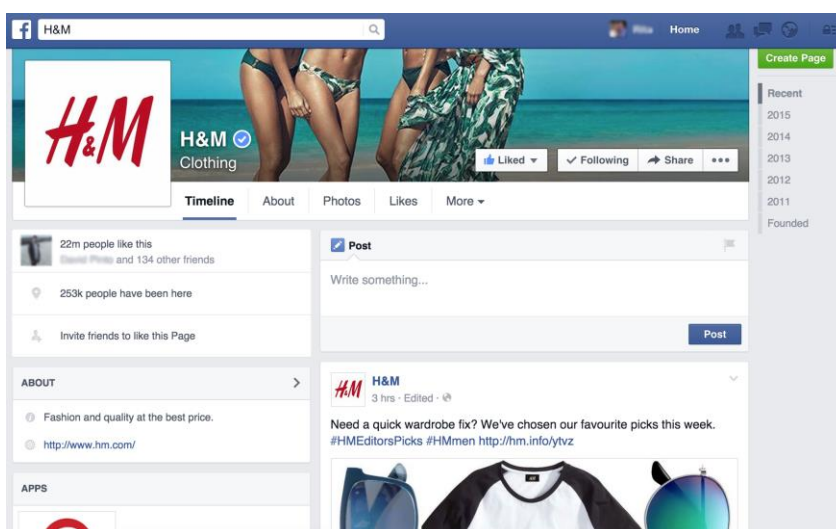 H&M
Home
Create Page
Recent
2015
2014
2013
2012
2011
Founded
H&M
H&M
Clothing
Liked
Following
Share
Timeline
About
Photos
Likes
More
22m people like this
and 134 other friends
253k people have been here
Invite friends to like this Page
ABOUT
Fashion and quality at the best price.
http://www.hm.com/
APPS
Post
Write something...
Post
H&M
H&M
3 hrs · Edited ·
Need a quick wardrobe fix? We've chosen our favourite picks this week.
#HMEditorsPicks #HMmen http://hm.info/ytvz